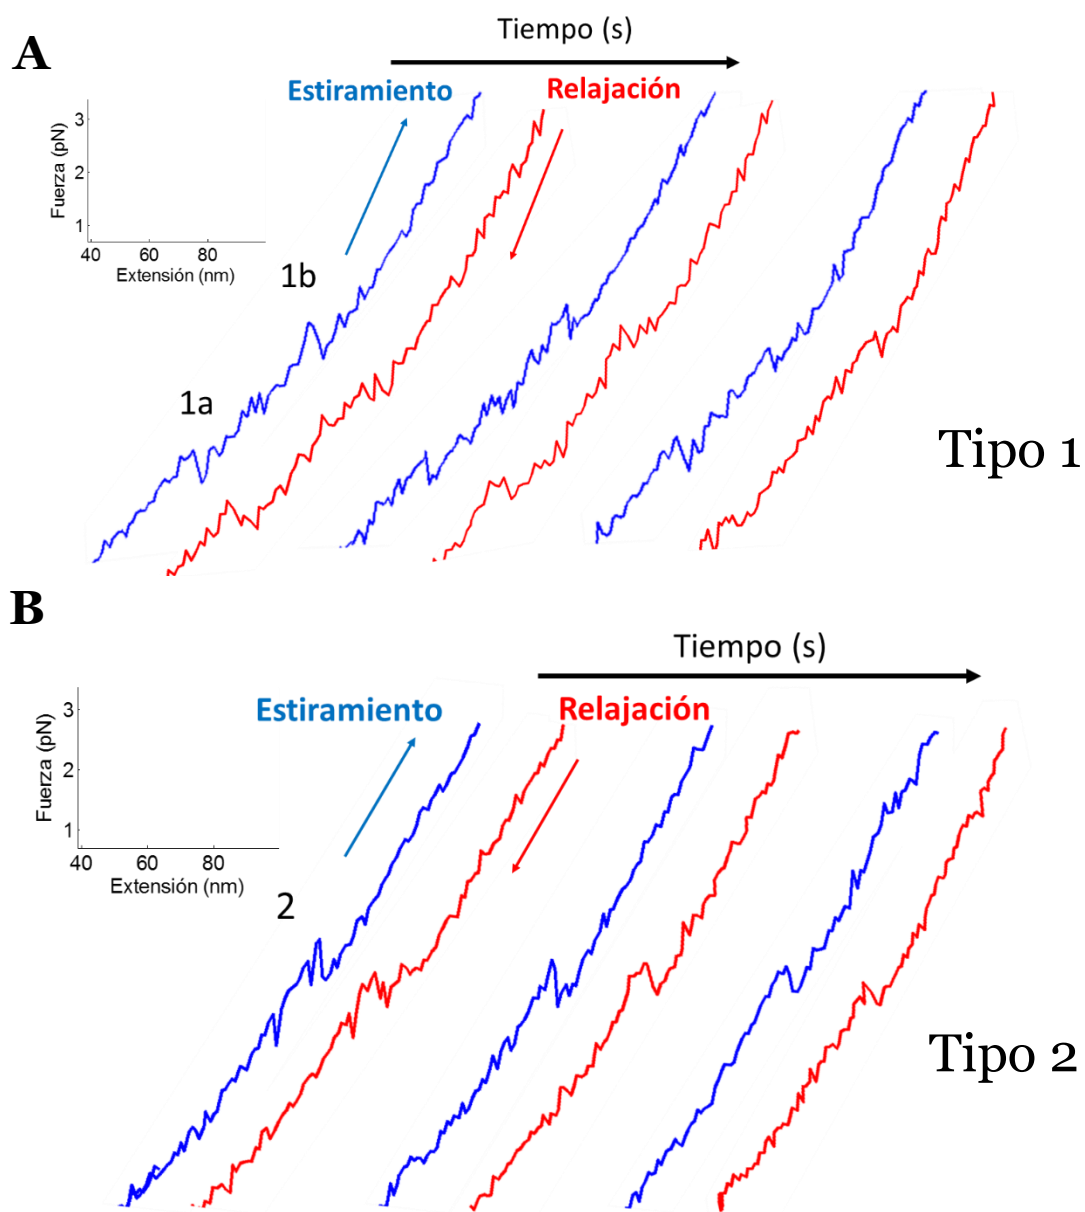 A
Tiempo (s)
Estiramiento
Relajación
Fuerza (pN)
3
2
1
40 60 80
Extensión (nm)
1b
1a
Tipo 1
B
Tiempo (s)
Estiramiento
Relajación
Fuerza (pN)
3
2
1
40 60 80
Extensión (nm)
2
Tipo 2